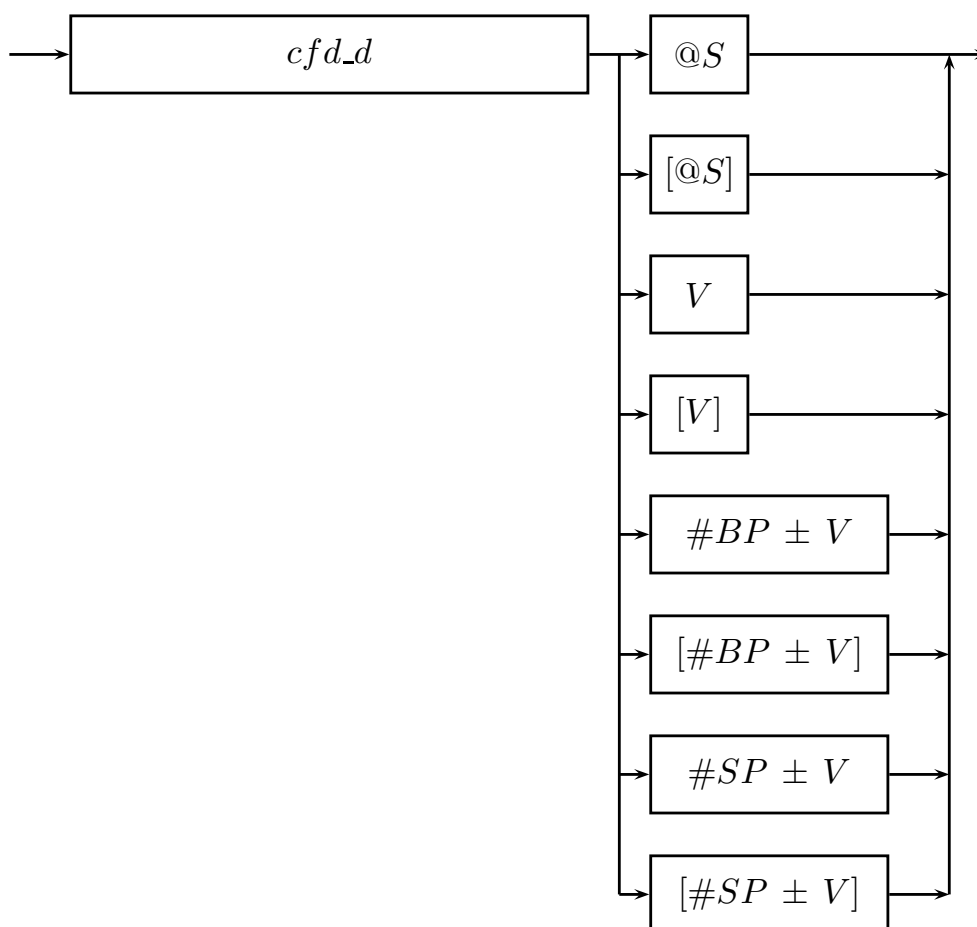 cfd_d @S
[@S]
V
[V]
#BP ± V
[#BP ± V]
#SP ± V
[#SP ± V]